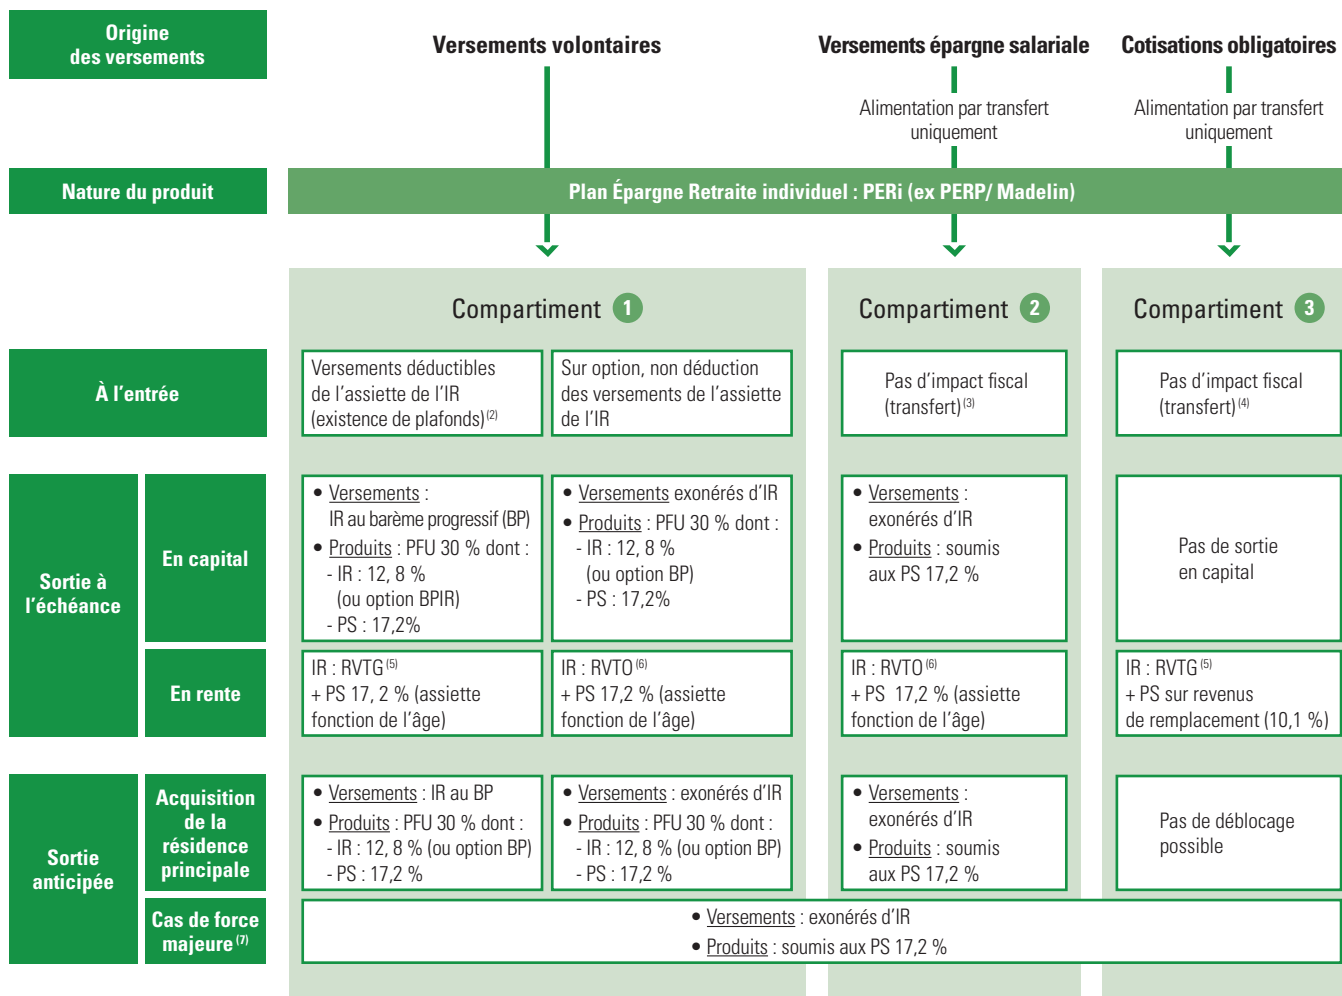 Origine
des versements
Versements volontaires
Versements épargne salariale
Cotisations obligatoires
Alimentation par transfert
uniquement
Alimentation par transfert
uniquement
Nature du produit
Plan Épargne Retraite individuel : PERi (ex PERP/ Madelin)
Compartiment 1
Compartiment 2
Compartiment 3
À l'entrée
Versements déductibles
de l'assiette de l'IR
(existence de plafonds) (2)
Sur option, non déduction
des versements de l'assiette
de l'IR
Pas d'impact fiscal
(transfert) (3)
Pas d'impact fiscal
(transfert) (4)
Sortie à
l'échéance
En capital
• Versements :
IR au barème progressif (BP)
• Produits : PFU 30 % dont :
- IR : 12, 8 %
(ou option BPIR)
- PS : 17,2%
• Versements exonérés d'IR
• Produits : PFU 30 % dont :
- IR : 12, 8 %
(ou option BP)
- PS : 17,2%
• Versements :
exonérés d'IR
• Produits : soumis
aux PS 17,2 %
Pas de sortie
en capital
En rente
IR : RVTG (5)
+ PS 17, 2 % (assiette
fonction de l'âge)
IR : RVTO (6)
+ PS 17,2 % (assiette
fonction de l'âge)
IR : RVTO (6)
+ PS 17,2 % (assiette
fonction de l'âge)
IR : RVTG (5)
+ PS sur revenus
de remplacement (10,1 %)
Sortie
anticipée
Acquisition
de la
résidence
principale
• Versements : IR au BP
• Produits : PFU 30 % dont :
- IR : 12, 8 % (ou option BP)
- PS : 17,2 %
• Versements : exonérés d'IR
• Produits : PFU 30 % dont :
- IR : 12, 8 % (ou option BP)
- PS : 17,2 %
• Versements :
exonérés d'IR
• Produits : soumis
aux PS 17,2 %
Pas de déblocage
possible
Cas de force
majeure (7)
• Versements : exonérés d'IR
• Produits : soumis aux PS 17,2 %